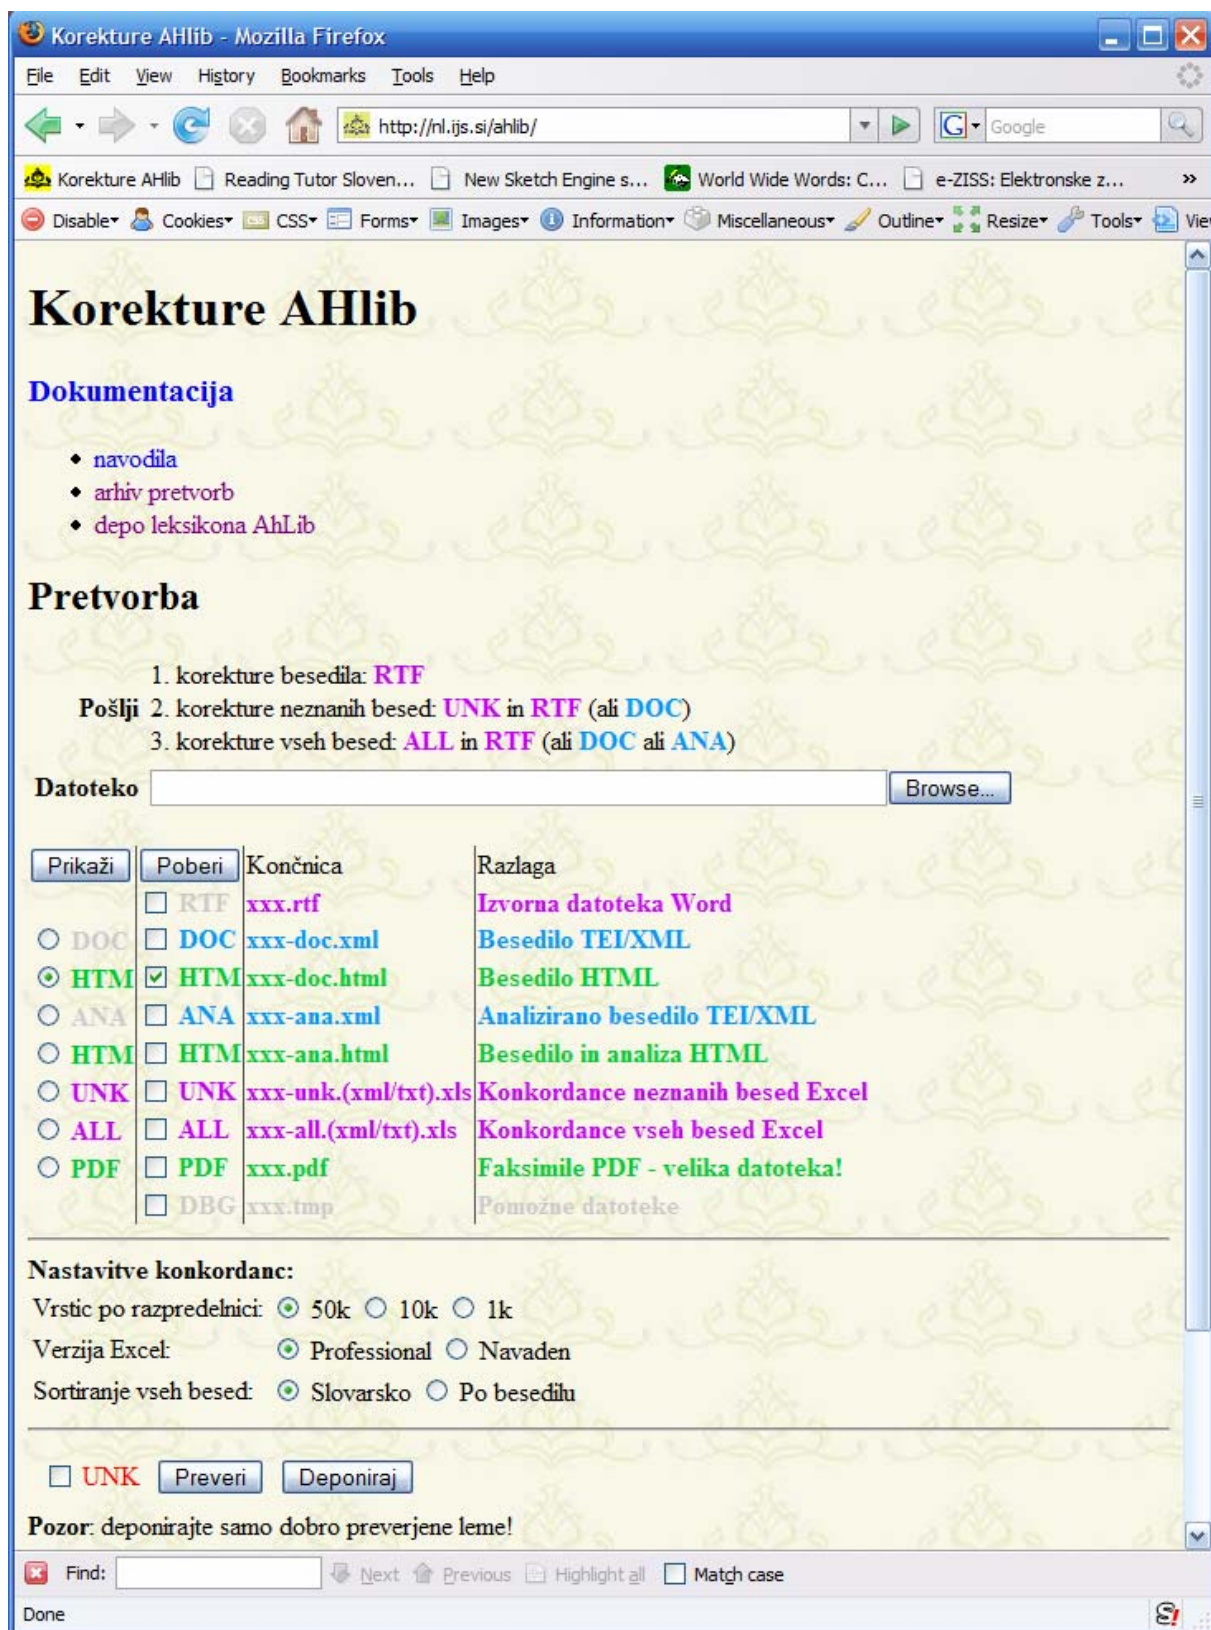 Korekture AHlib - Mozilla Firefox
File Edit View History Bookmarks Tools Help
http://nl.ijs.si/ahlib/ G Google
Korekture AHlib Reading Tutor Sloven... New Sketch Engine s... World Wide Words: C... e-ZISS: Elektronske z... »
Disable Cookies CSS Forms Images Information Miscellaneous Outline Resize Tools Vie
Korekture AHlib
Dokumentacija
navodila
arhiv pretvorb
depo leksikona AhLib
Pretvorba
1. korekture besedila: RTF
Pošlji 2. korekture neznanih besed: UNK in RTF (ali DOC)
3. korekture vseh besed: ALL in RTF (ali DOC ali ANA)
Datoteko Browse...
Prikaži Poberi Končnica Razlaga
RTF xxx.rtf Izvorna datoteka Word
DOC DOC xxx-doc.xml Besedilo TEI/XML
HTM HTM xxx-doc.html Besedilo HTML
ANA ANA xxx-ana.xml Analizirano besedilo TEI/XML
HTM HTM xxx-ana.html Besedilo in analiza HTML
UNK UNK xxx-unk.(xml/txt).xls Konkordance neznanih besed Excel
ALL ALL xxx-all.(xml/txt).xls Konkordance vseh besed Excel
PDF PDF xxx.pdf Faksimile PDF - velika datoteka!
DBG xxx.tmp Pomožne datoteke
Nastavitve konkordanc:
Vrstic po razpredelnici: 50k 10k 1k
Verzija Excel: Professional Navaden
Sortiranje vseh besed: Slovarsko Po besedilu
UNK Preveri Deponiraj
Pozor: deponirajte samo dobro preverjene leme!
Find: Next Previous Highlight all Match case
Done